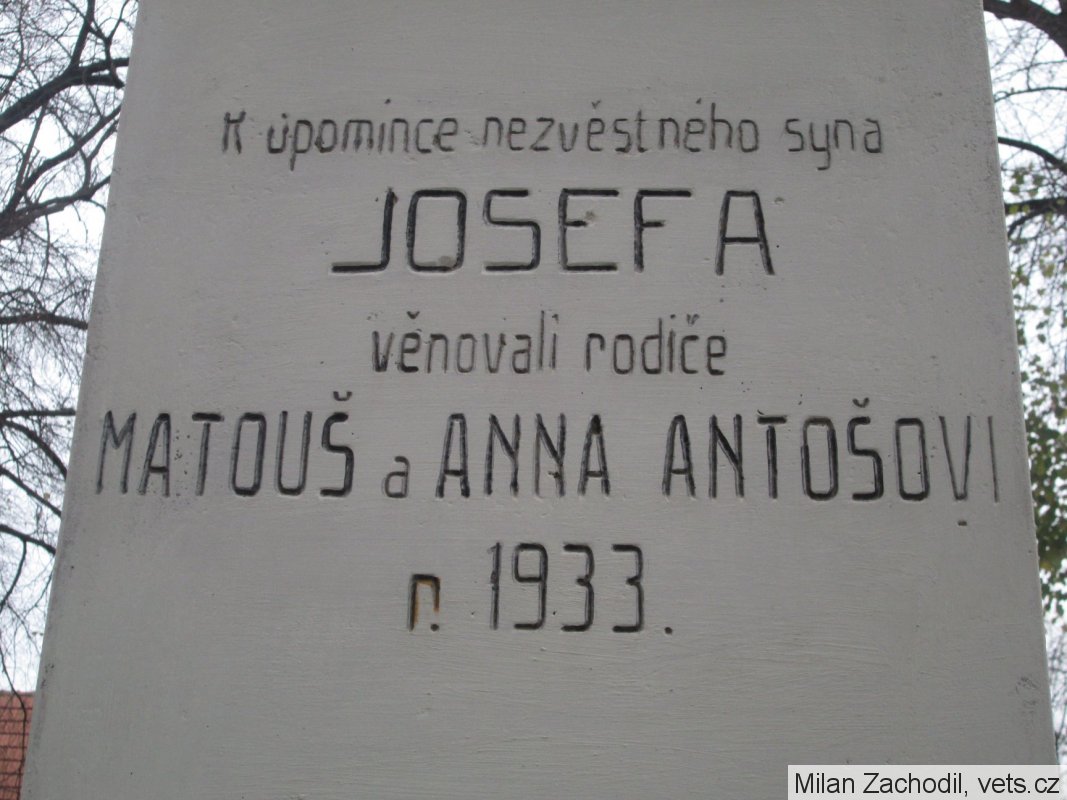 K úpomínce nezvěstného syna
JOSEFA
věnovali rodiče
MATOUŠ a ANNA ANTOŠOVI
r. 1933.
Milan Zachodil, vets.cz